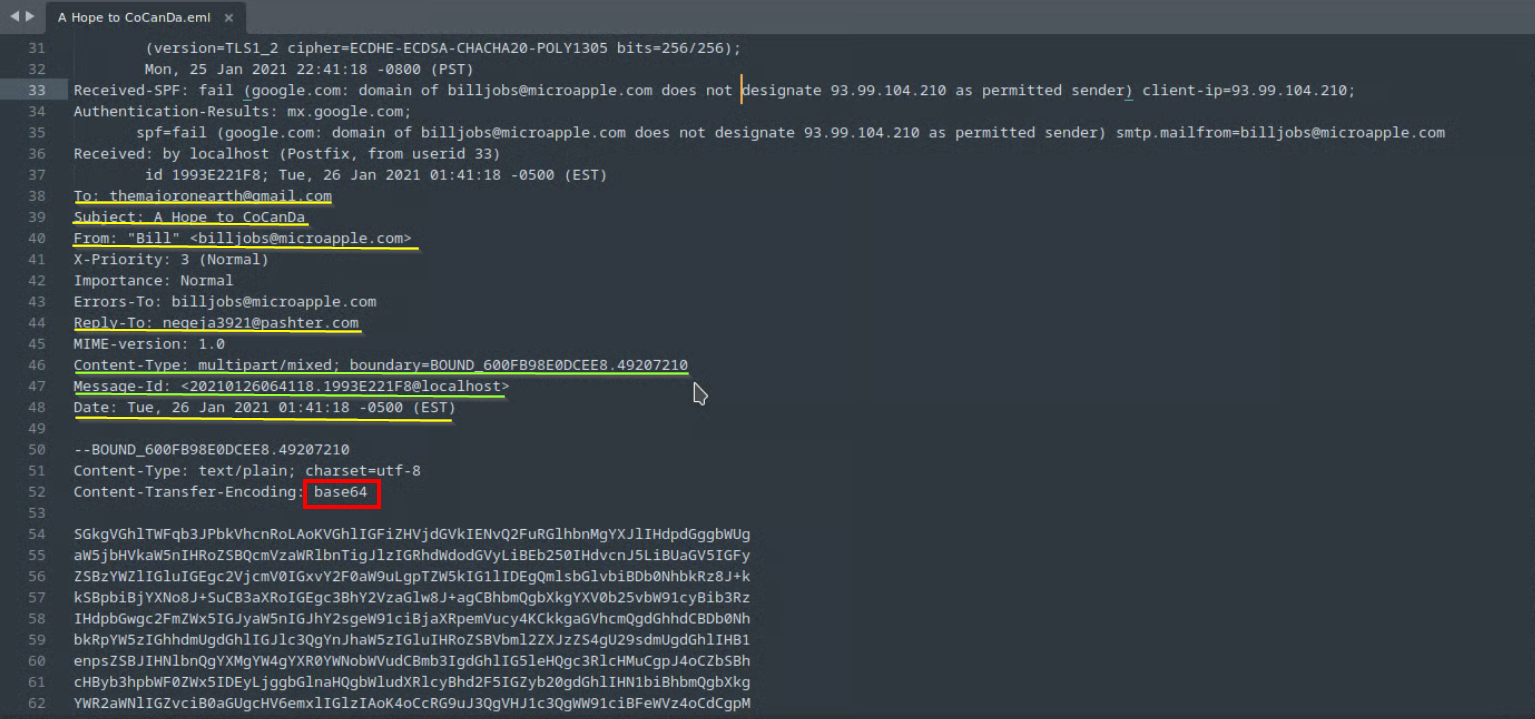 A Hope to CoCanDa.eml ×
31 (version=TLS1_2 cipher=ECDHE-ECDSA-CHACHA20-POLY1305 bits=256/256);
32 Mon, 25 Jan 2021 22:41:18 -0800 (PST)
33 Received-SPF: fail (google.com: domain of billjobs@microapple.com does not designate 93.99.104.210 as permitted sender) client-ip=93.99.104.210;
34 Authentication-Results: mx.google.com;
35 spf=fail (google.com: domain of billjobs@microapple.com does not designate 93.99.104.210 as permitted sender) smtp.mailfrom=billjobs@microapple.com
36 Received: by localhost (Postfix, from userid 33)
37 id 1993E221F8; Tue, 26 Jan 2021 01:41:18 -0500 (EST)
38 To: themajoronearth@gmail.com
39 Subject: A Hope to CoCanDa
40 From: "Bill" <billjobs@microapple.com>
41 X-Priority: 3 (Normal)
42 Importance: Normal
43 Errors-To: billjobs@microapple.com
44 Reply-To: negeja3921@pashter.com
45 MIME-version: 1.0
46 Content-Type: multipart/mixed; boundary=BOUND_600FB98E0DCEE8.49207210
47 Message-Id: <20210126064118.1993E221F8@localhost>
48 Date: Tue, 26 Jan 2021 01:41:18 -0500 (EST)
49
50 --BOUND_600FB98E0DCEE8.49207210
51 Content-Type: text/plain; charset=utf-8
52 Content-Transfer-Encoding: base64
53
54 SGkgVGhlTWFqb3JPbkVhcnRoLAoKVGhlIGFiZHVjdGVkIENvQ2FuRGlhbnMgYXJlIHdpdGggbWUg
55 aW5jbHVkaW5nIHRoZSBQcmVzaWRlbnTigJlzIGRhdWdodGVyLiBEb250IHdvcnJ5LiBUaGV5IGFy
56 ZSBzYWZlIGluIGEgc2VjcmV0IGxvY2F0aW9uLgpTZW5kIG1lIDEgQmlsbGlvbiBDb0NhbkRz8J+k
57 kSBpbiBjYXNo8J+SuCB3aXRoIGEgc3BhY2VzaGlw8J+agCBhbmQgbXkgYXV0b25vbW91cyBib3Rz
58 IHdpbGwgc2FmZWx5IGJyaW5nIGJhY2sgeW91ciBjaXRpemVucy4KCkkgaGVhcmQgdGhhdCBDb0Nh
59 bkRpYW5zIGhhdmUgdGhlIGJlc3QgYnJhaW5zIGluIHRoZSBVbml2ZXJzZS4gU29sdmUgdGhlIHB1
60 enpsZSBJIHNlbnQgYXMgYW4gYXR0YWNobWVudCBmb3IgdGhlIG5leHQgc3RlcHMuCgpJ4oCZbSBh
61 cHByb3hpbWF0ZWx5IDEyLjggbGlnaHQgbWludXRlcyBhd2F5IGZyb20gdGhlIHN1biBhbmQgbXkg
62 YWR2aWNlIGZvciB0aGUgcHV6emxlIGlzIAoK4oCcRG9uJ3QgVHJ1c3QgWW91ciBFeWVz4oCdCgpM